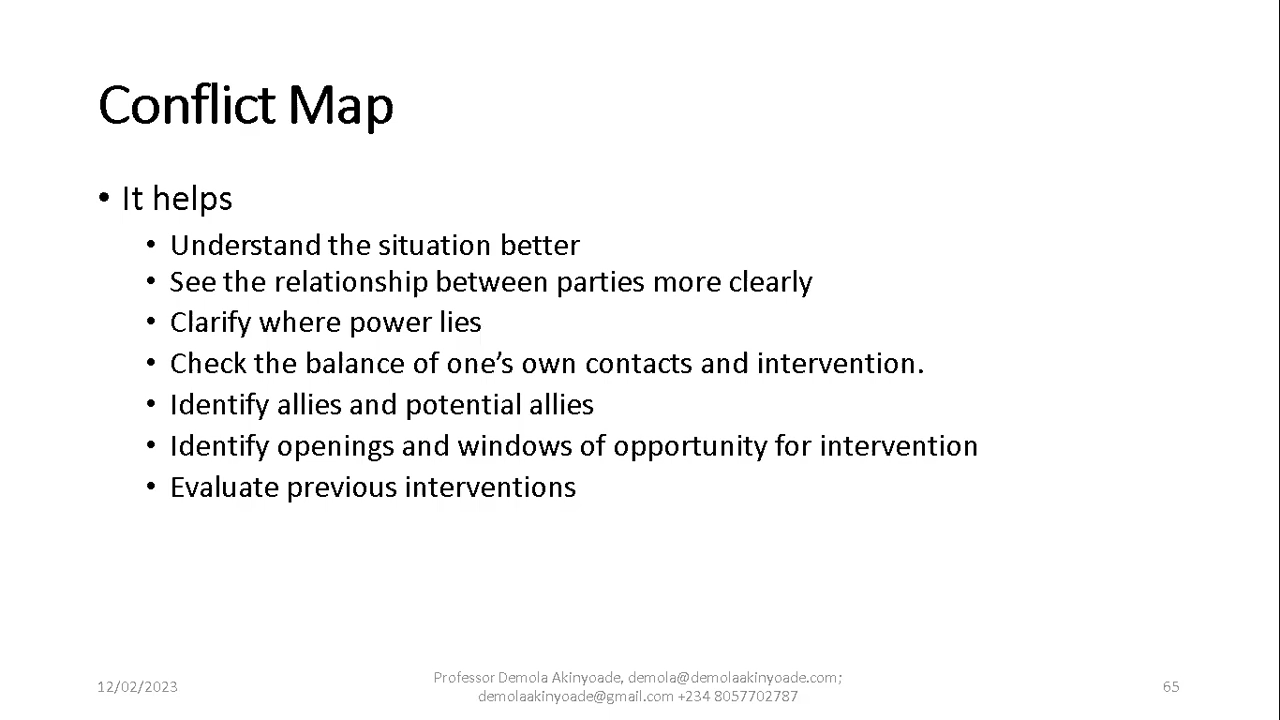 Conflict Map
• It helps
• Understand the situation better
• See the relationship between parties more clearly
• Clarify where power lies
• Check the balance of one’s own contacts and intervention.
• Identify allies and potential allies
• Identify openings and windows of opportunity for intervention
• Evaluate previous interventions
12/02/2023
Professor Demola Akinyoade, demola@demolaakinyoade.com;
demolaakinyoade@gmail.com +234 8057702787
65